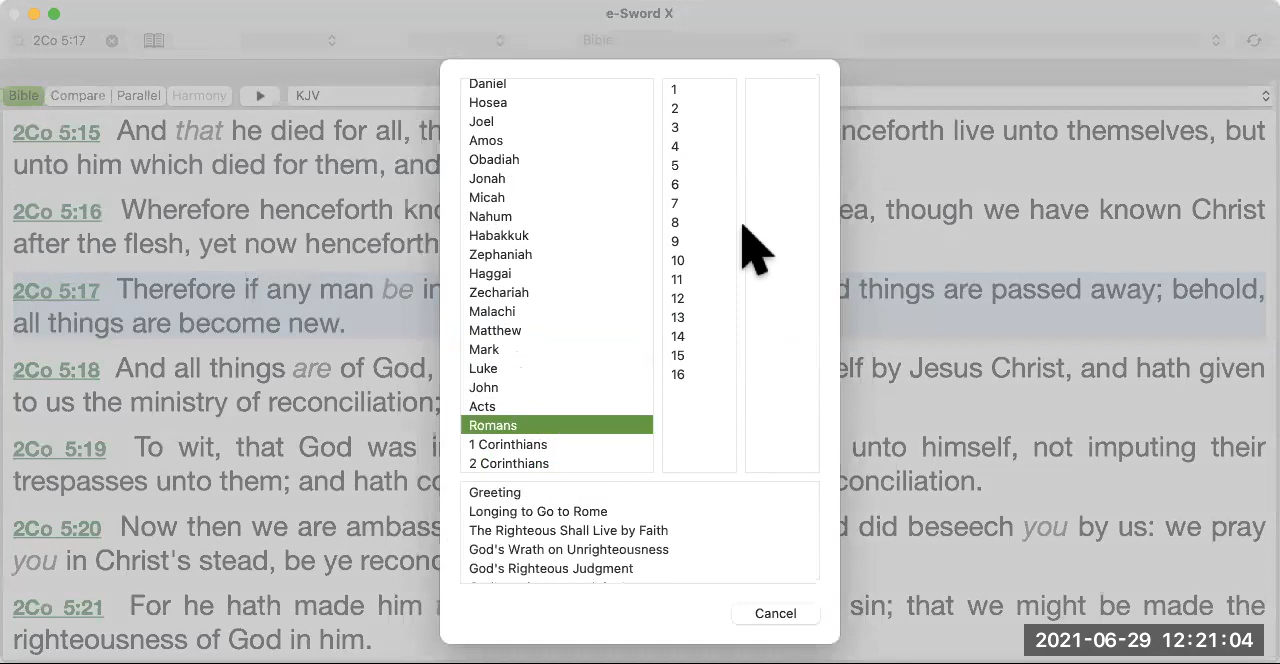 e-Sword X
2Co 5:17
Bible
Bible Compare Parallel Harmony KJV
2Co 5:15 And that he died for all, th
nceforth live unto themselves, but
unto him which died for them, and
2Co 5:16 Wherefore henceforth kno
ea, though we have known Christ
after the flesh, yet now henceforth
2Co 5:17 Therefore if any man be in
d things are passed away; behold,
all things are become new.
2Co 5:18 And all things are of God,
elf by Jesus Christ, and hath given
to us the ministry of reconciliation;
2Co 5:19 To wit, that God was i
unto himself, not imputing their
trespasses unto them; and hath co
conciliation.
2Co 5:20 Now then we are ambass
d did beseech you by us: we pray
you in Christ's stead, be ye recond
2Co 5:21 For he hath made him
sin; that we might be made the
righteousness of God in him.
Daniel
Hosea
Joel
Amos
Obadiah
Jonah
Micah
Nahum
Habakkuk
Zephaniah
Haggai
Zechariah
Malachi
Matthew
Mark
Luke
John
Acts
Romans
1 Corinthians
2 Corinthians
1
2
3
4
5
6
7
8
9
10
11
12
13
14
15
16
Greeting
Longing to Go to Rome
The Righteous Shall Live by Faith
God's Wrath on Unrighteousness
God's Righteous Judgment
Cancel
2021-06-29 12:21:04